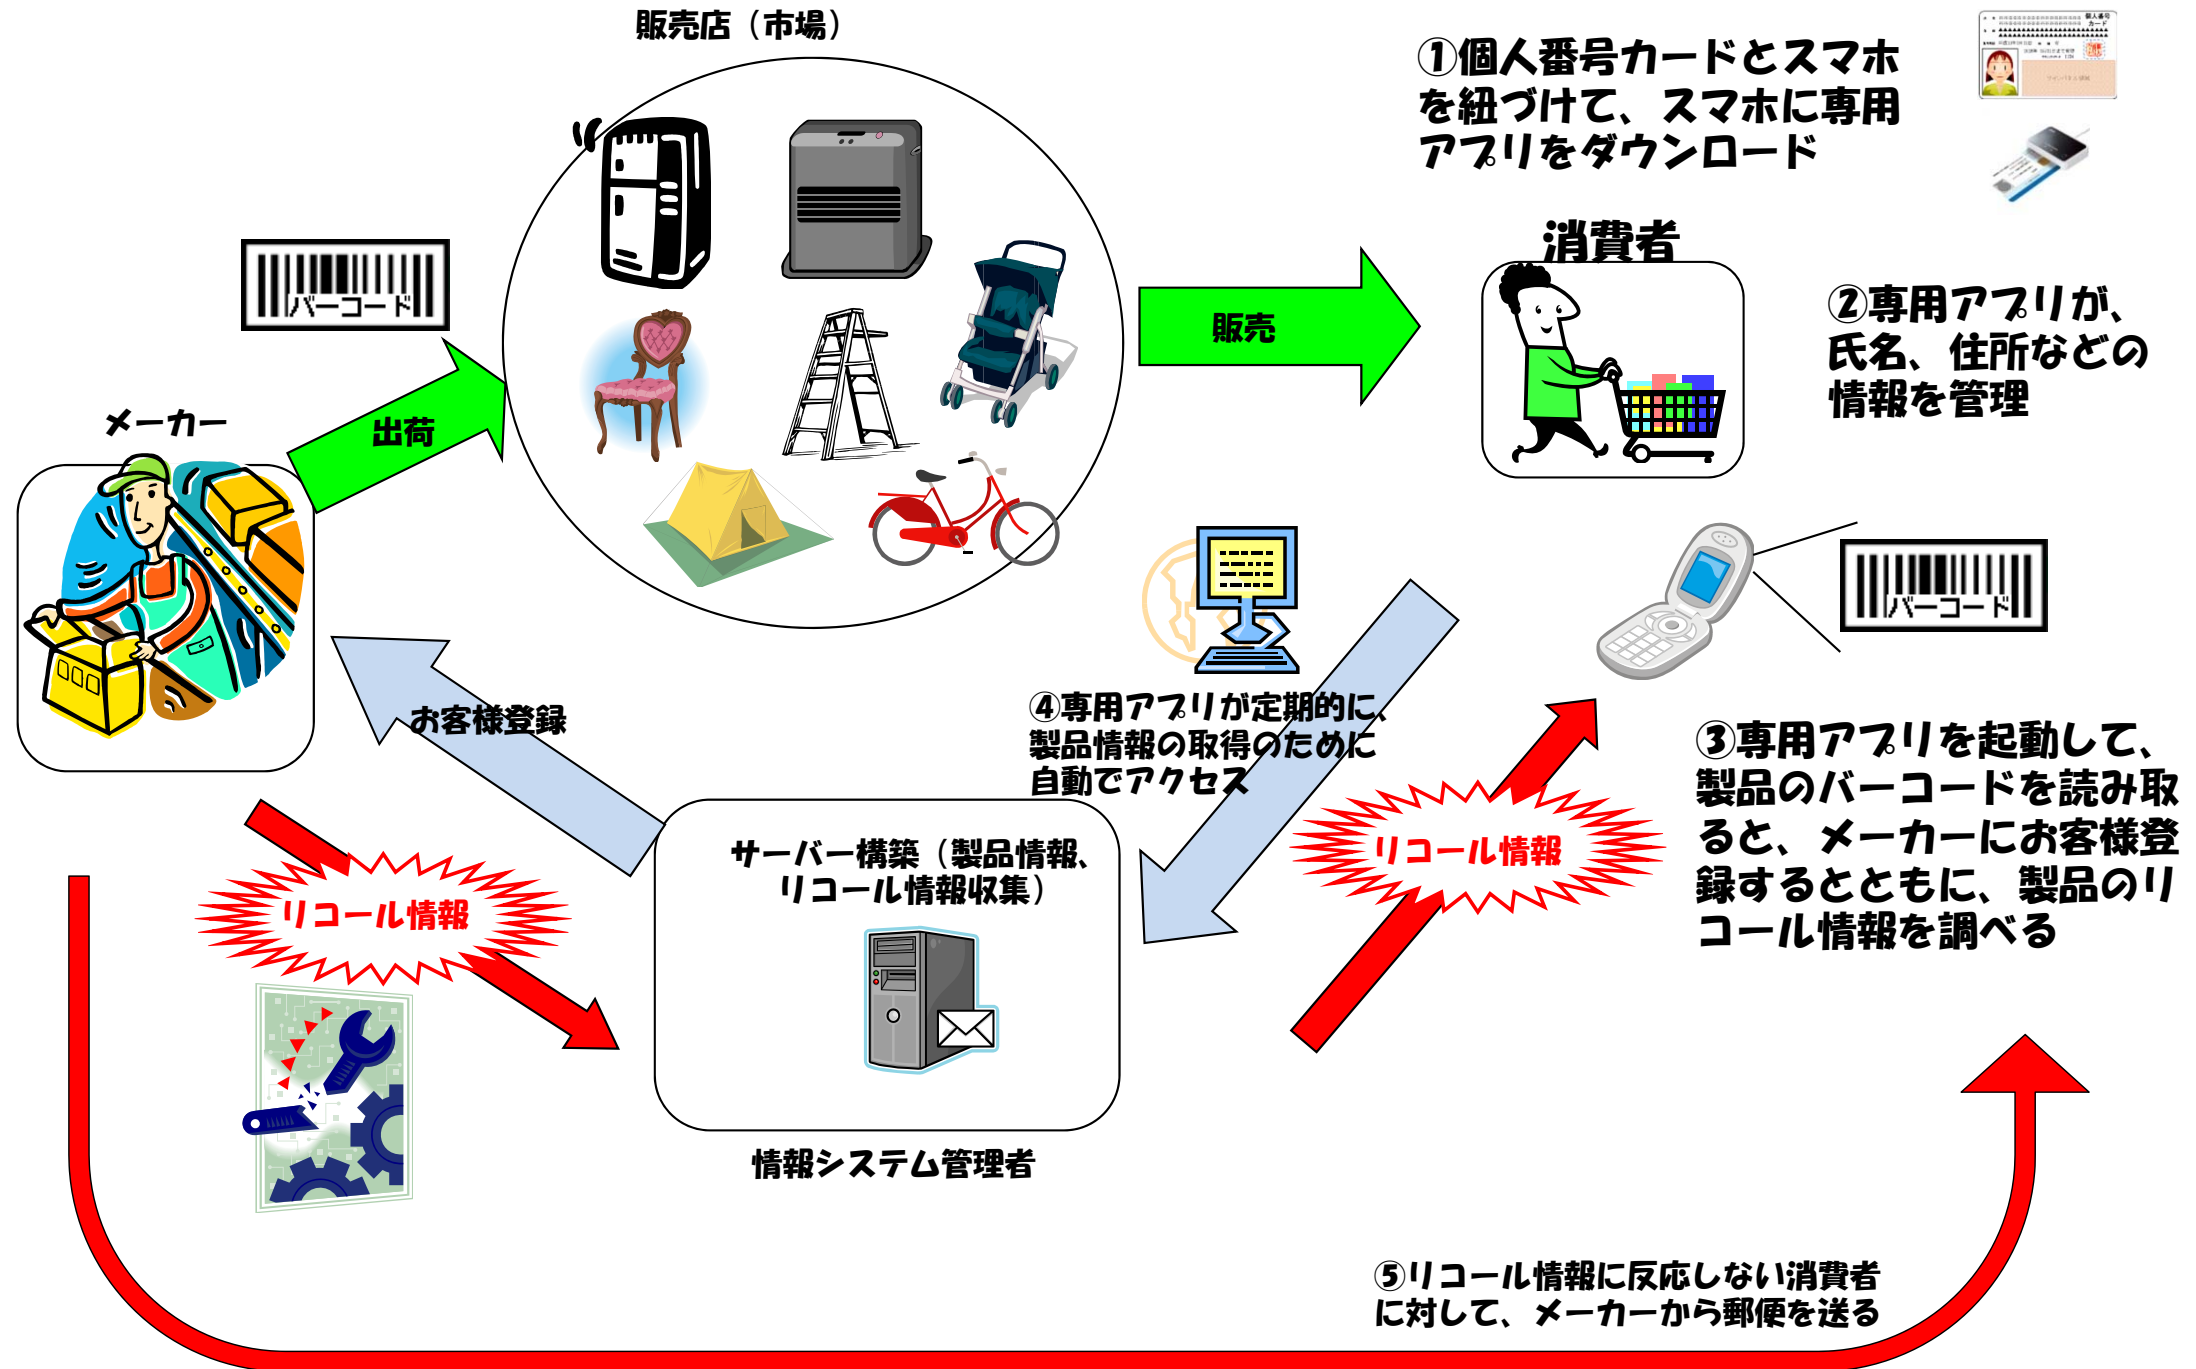 販売店（市場）
①個人番号カードとスマホ
を紐づけて、スマホに専用
アプリをダウンロード
個人番号
カード
バーコード
消費者
販売
②専用アプリが、
氏名、住所などの
情報を管理
メーカー
出荷
バーコード
お客様登録
④専用アプリが定期的に、
製品情報の取得のために
自動でアクセス
③専用アプリを起動して、
製品のバーコードを読み取
ると、メーカーにお客様登
録するとともに、製品のリ
コール情報を調べる
リコール情報
サーバー構築（製品情報、
リコール情報収集）
リコール情報
情報システム管理者
⑤リコール情報に反応しない消費者
に対して、メーカーから郵便を送る